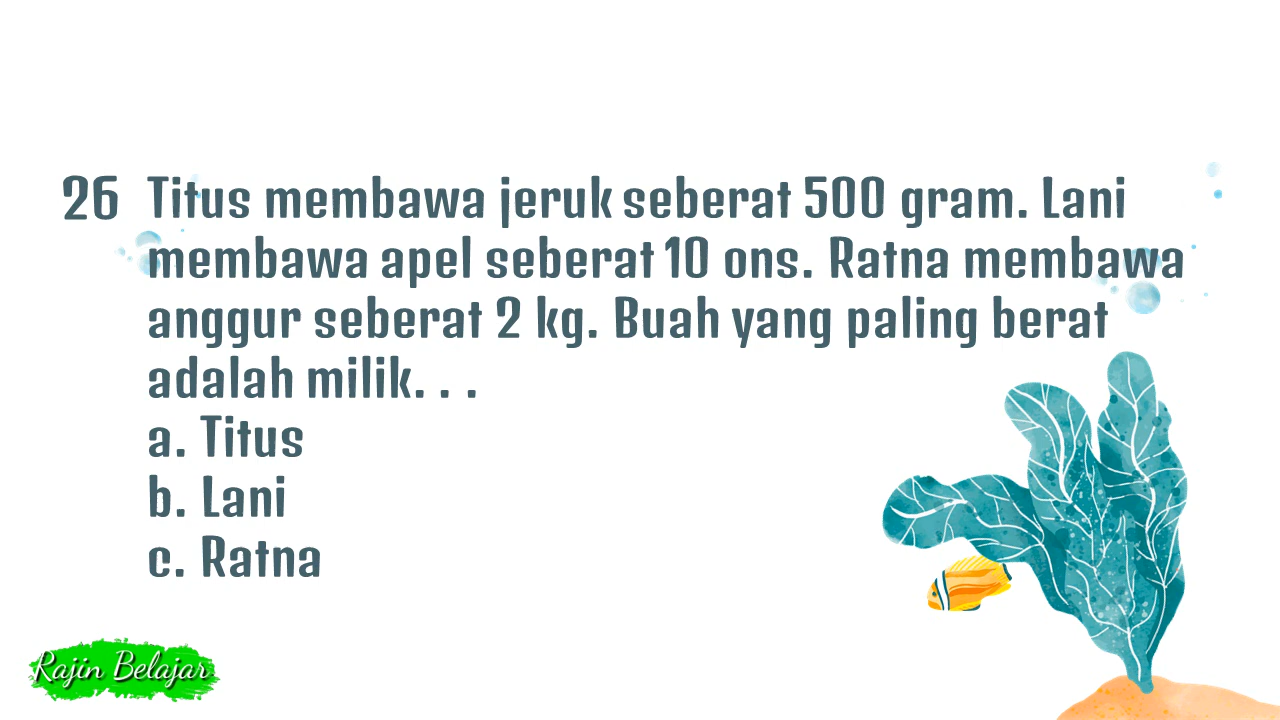 26 Titus membawa jeruk seberat 500 gram. Lani
membawa apel seberat 10 ons. Ratna membawa
anggur seberat 2 kg. Buah yang paling berat
adalah milik. . .
a. Titus
b. Lani
c. Ratna
Rajin Belajar